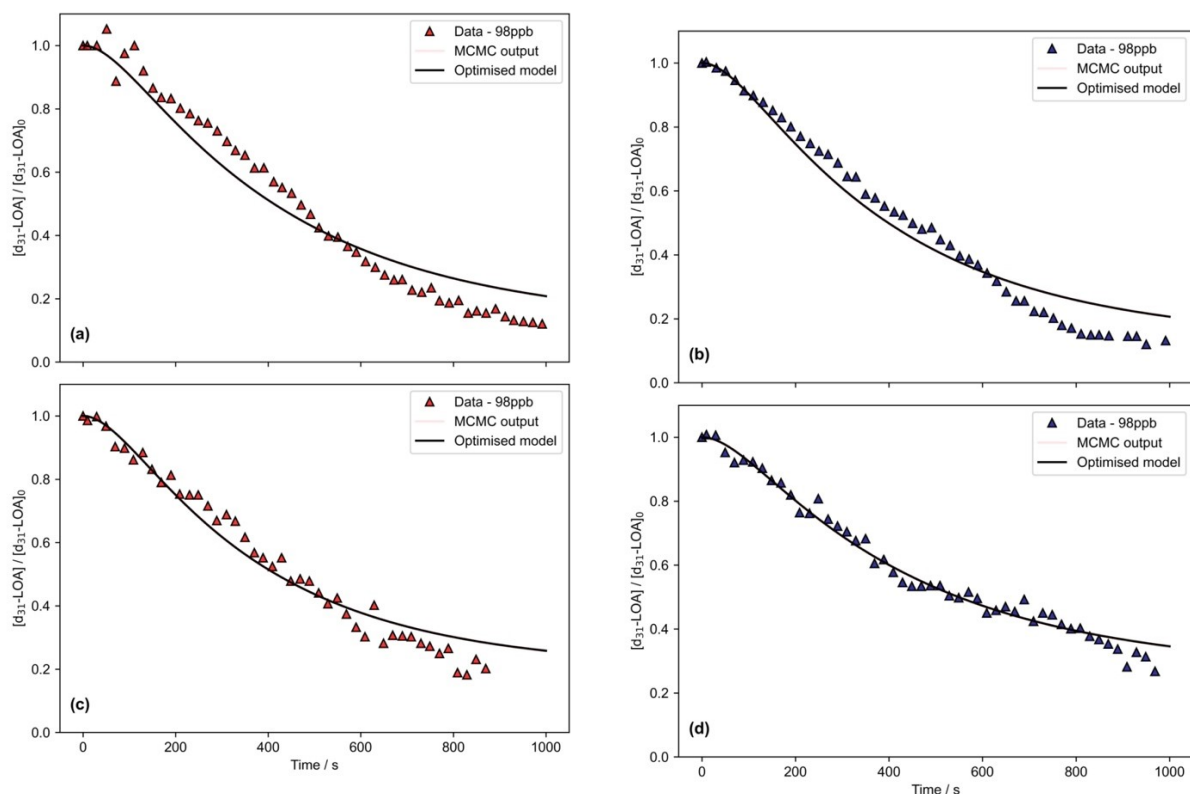 Data - 98ppb
MCMC output
Optimised model
1.0
0.8
0.6
0.4
0.2
0.0
[d₃₁-LOA] / [d₃₁-LOA]₀
(a)
Data - 98ppb
MCMC output
Optimised model
1.0
0.8
0.6
0.4
0.2
0.0
[d₃₁-LOA] / [d₃₁-LOA]₀
(b)
Data - 98ppb
MCMC output
Optimised model
1.0
0.8
0.6
0.4
0.2
0.0
[d₃₁-LOA] / [d₃₁-LOA]₀
(c)
0 200 400 600 800 1000
Time / s
Data - 98ppb
MCMC output
Optimised model
1.0
0.8
0.6
0.4
0.2
0.0
[d₃₁-LOA] / [d₃₁-LOA]₀
(d)
0 200 400 600 800 1000
Time / s